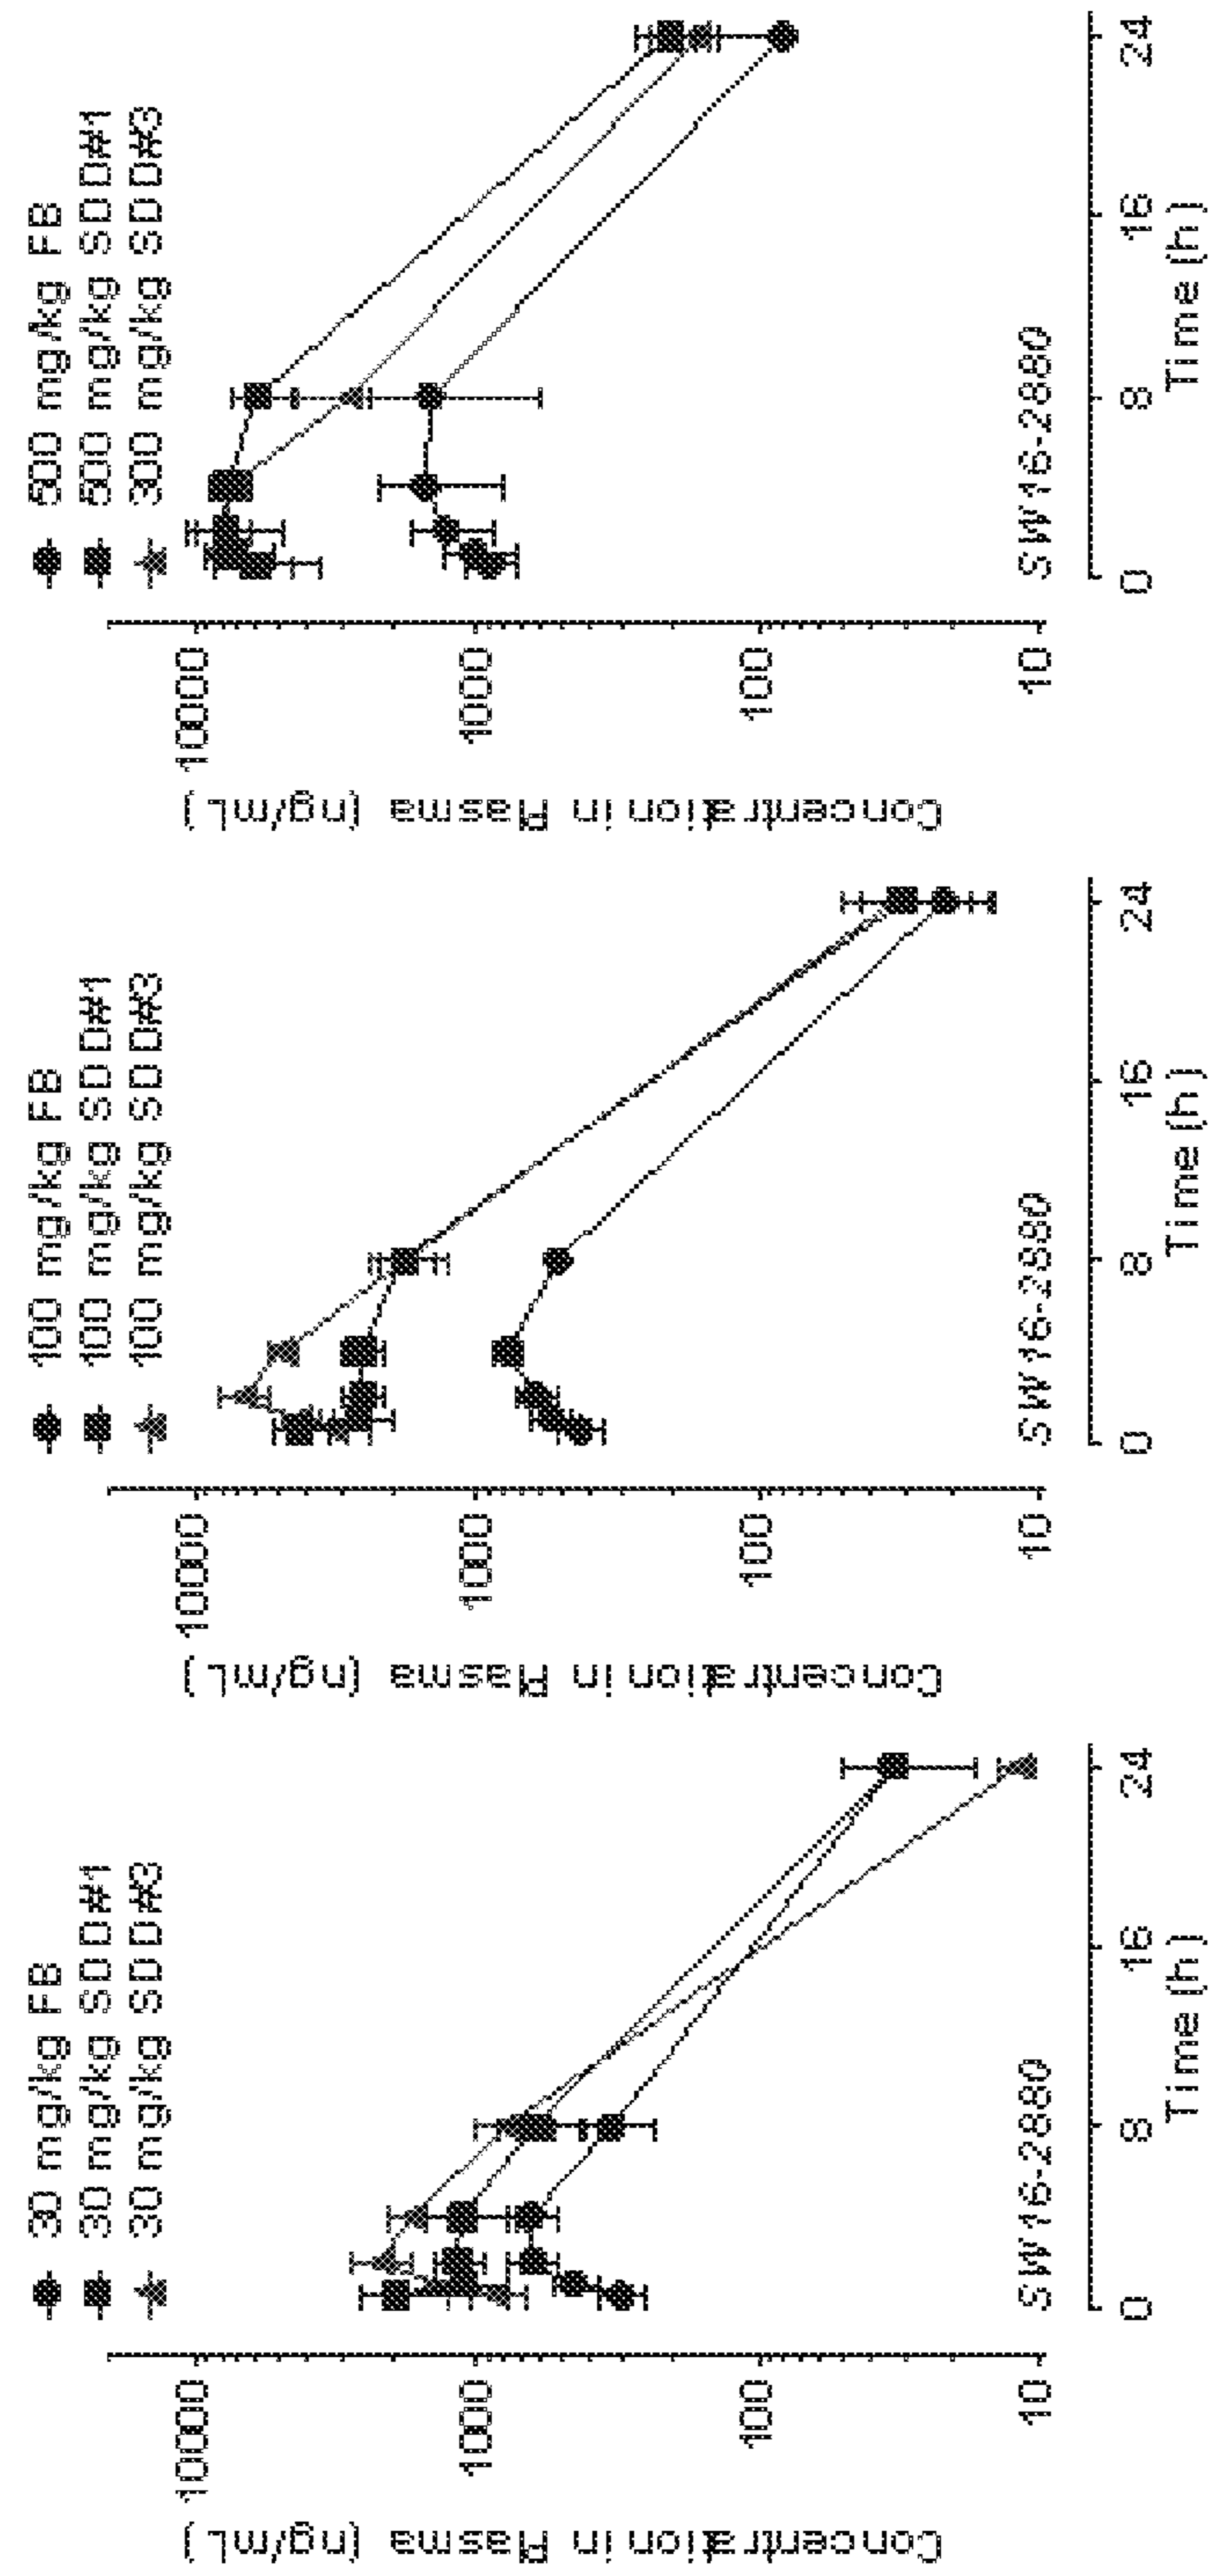 30 mg/kg FB
30 mg/kg SDD#1
30 mg/kg SDD#3
Concentration in Plasma (ng/mL)
10000
1000
100
10
SW16-2880
0 8 16 24
Time (h)
100 mg/kg FB
100 mg/kg SDD#1
100 mg/kg SDD#3
Concentration in Plasma (ng/mL)
10000
1000
100
10
SW16-2880
0 8 16 24
Time (h)
500 mg/kg FB
500 mg/kg SDD#1
300 mg/kg SDD#3
Concentration in Plasma (ng/mL)
10000
1000
100
10
SW16-2880
0 8 16 24
Time (h)